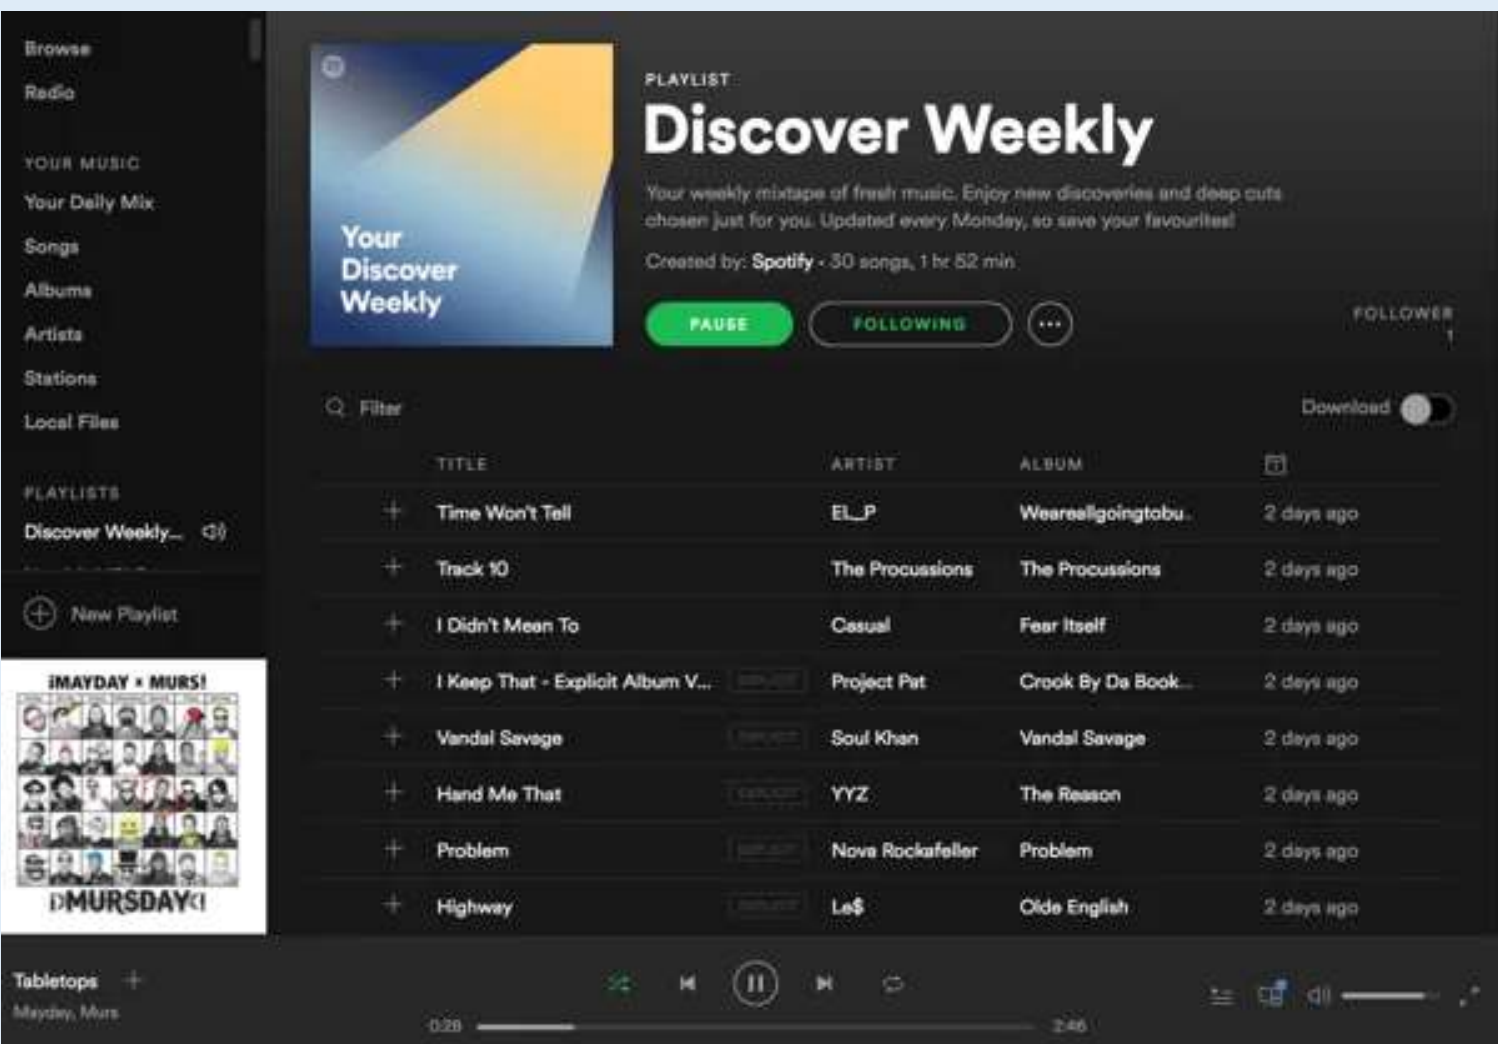 Browse
Radio
YOUR MUSIC
Your Daily Mix
Songs
Albums
Artists
Stations
Local Files
PLAYLISTS
Discover Weekly...
New Playlist
¡MAYDAY × MURS!
¡MURSDAY!
Your
Discover
Weekly
PLAYLIST
Discover Weekly
Your weekly mixtape of fresh music. Enjoy new discoveries and deep cuts
chosen just for you. Updated every Monday, so save your favourites!
Created by: Spotify • 30 songs, 1 hr 52 min
PAUSE FOLLOWING
FOLLOWER
1
Filter Download
TITLE ARTIST ALBUM
Time Won't Tell EL_P Weareallgoingtobu.. 2 days ago
Track 10 The Procussions The Procussions 2 days ago
I Didn't Mean To Casual Fear Itself 2 days ago
I Keep That - Explicit Album V... EXPLICIT Project Pat Crook By Da Book... 2 days ago
Vandal Savage EXPLICIT Soul Khan Vandal Savage 2 days ago
Hand Me That EXPLICIT YYZ The Reason 2 days ago
Problem EXPLICIT Nova Rockafeller Problem 2 days ago
Highway EXPLICIT Le$ Olde English 2 days ago
Tabletops
Mayday, Murs
0:28 2:46